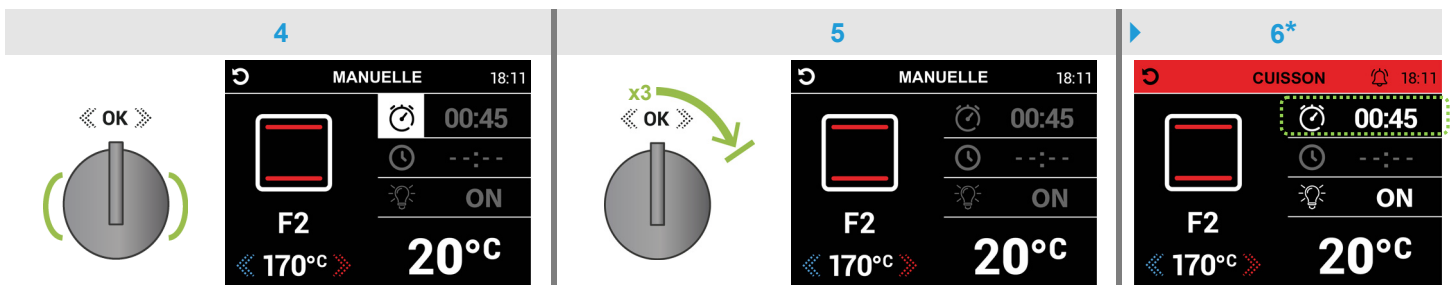 4
OK
MANUELLE 18:11
00:45
--:--
ON
F2
170°C
20°C
5
x3
OK
MANUELLE 18:11
00:45
--:--
ON
F2
170°C
20°C
6*
CUISSON 18:11
00:45
--:--
ON
F2
170°C
20°C